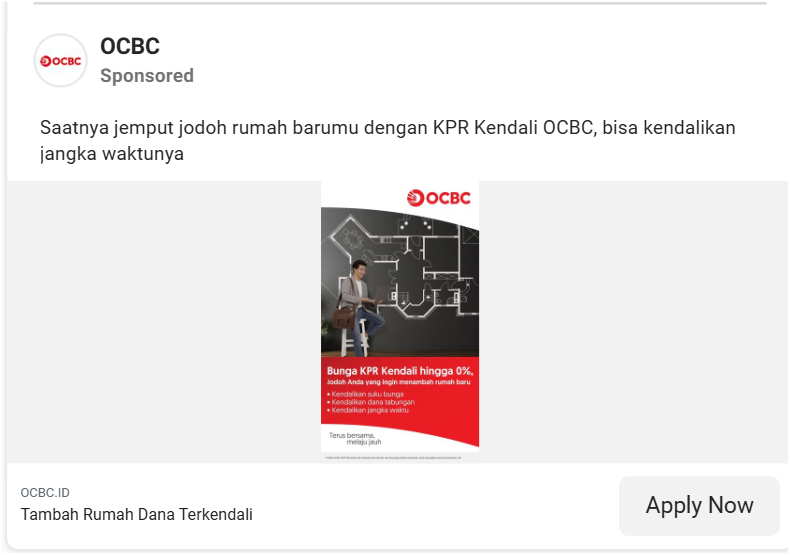 OCBC
OCBC
Sponsored
Saatnya jemput jodoh rumah barumu dengan KPR Kendali OCBC, bisa kendalikan
jangka waktunya
OCBC
Bunga KPR Kendali hingga 0%,
Jodoh Anda yang ingin menambah rumah baru
• Kendalikan suku bunga
• Kendalikan dana tabungan
• Kendalikan jangka waktu
Terus bersama,
melaju jauh
OCBC.ID
Tambah Rumah Dana Terkendali
Apply Now